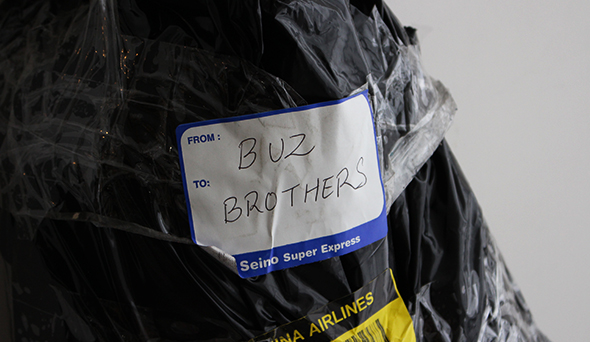 FROM :
BUZ
TO:
BROTHERS
Seino Super Express
AIRLINES